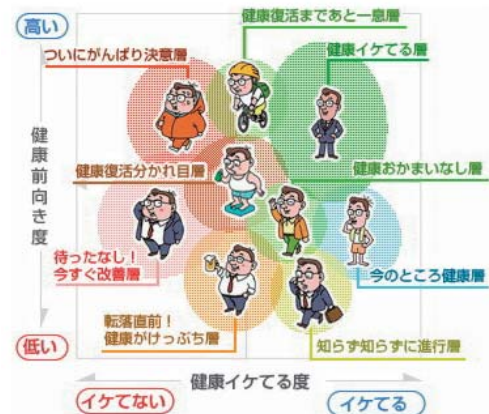 高い
健康復活まであと一息層
ついにがんばり決意層
健康イケてる層
健康前向き度
健康復活分かれ目層
健康おかまいなし層
待ったなし！
今すぐ改善層
今のところ健康層
転落直前！
健康がけっぷち層
知らず知らずに進行層
低い
健康イケてる度
イケてない
イケてる